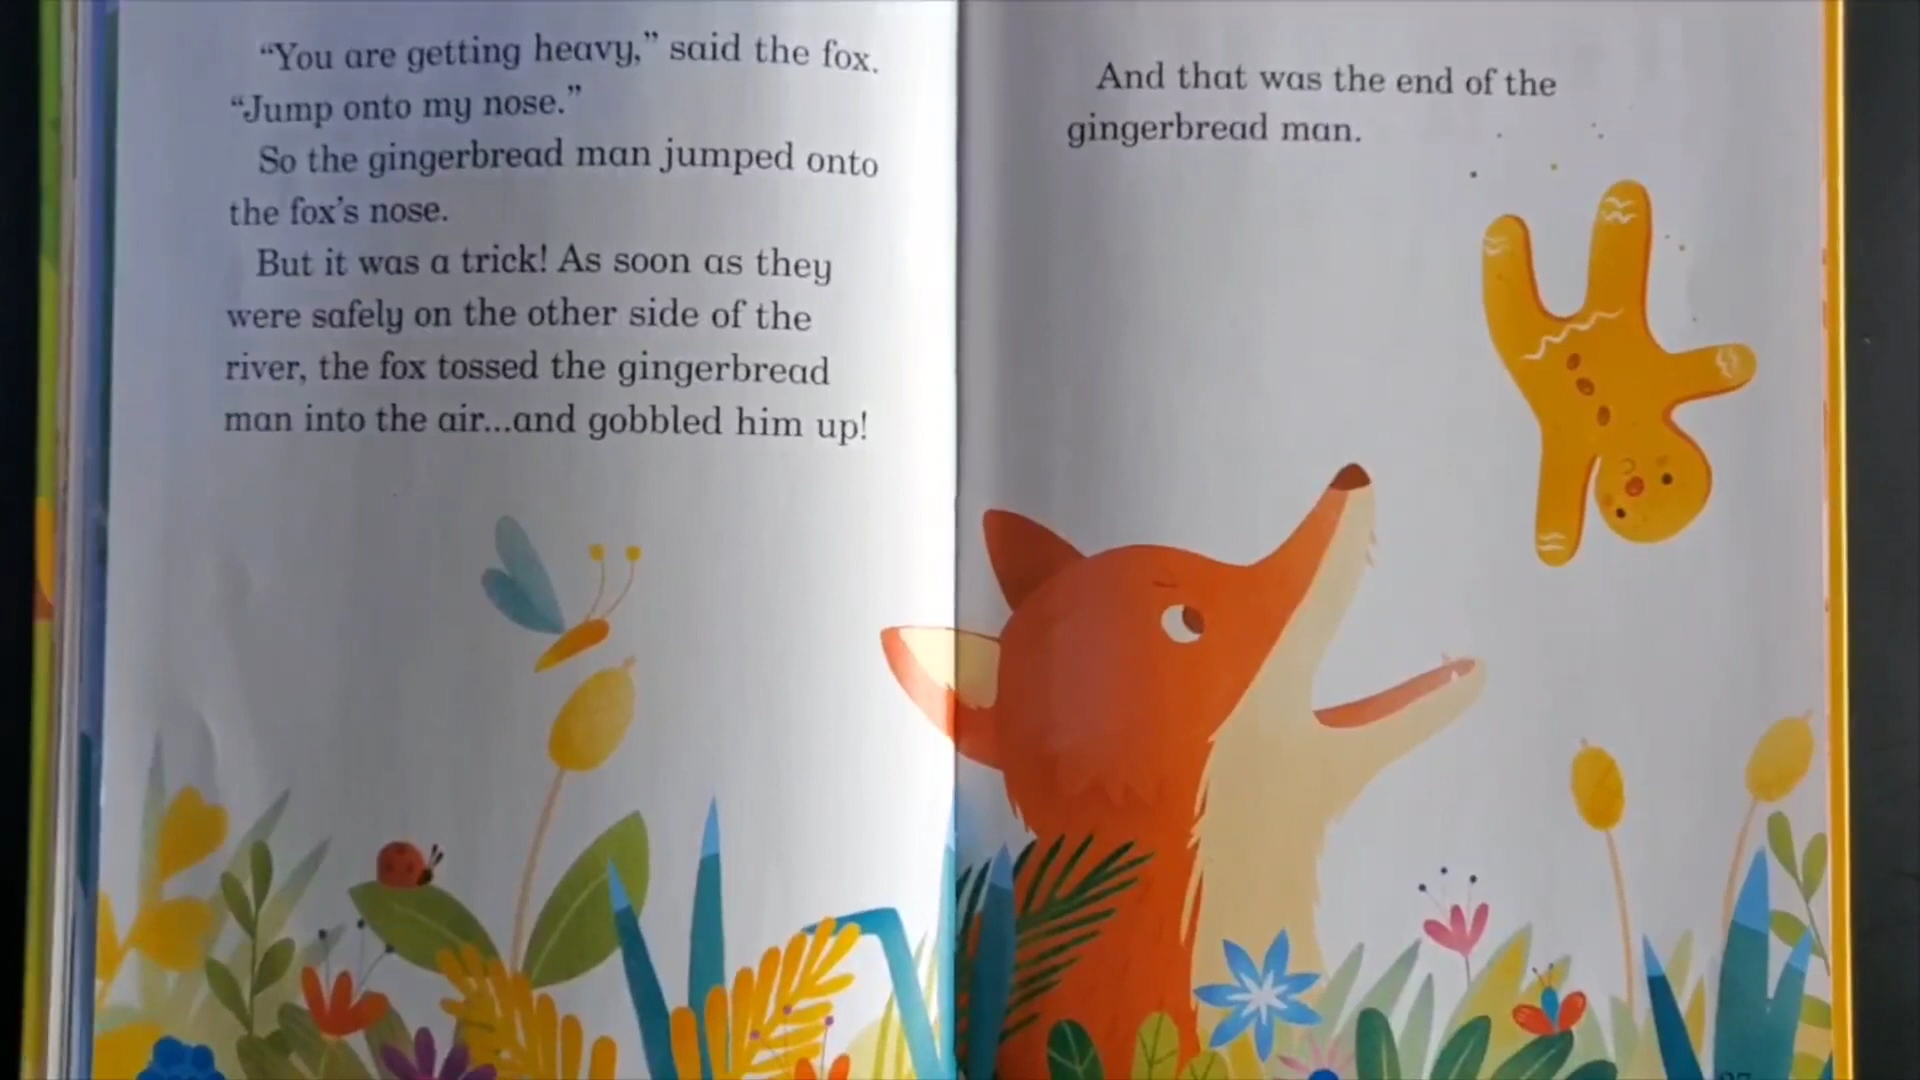 “You are getting heavy,” said the fox.
“Jump onto my nose.”
So the gingerbread man jumped onto
the fox’s nose.
But it was a trick! As soon as they
were safely on the other side of the
river, the fox tossed the gingerbread
man into the air...and gobbled him up!
And that was the end of the
gingerbread man.